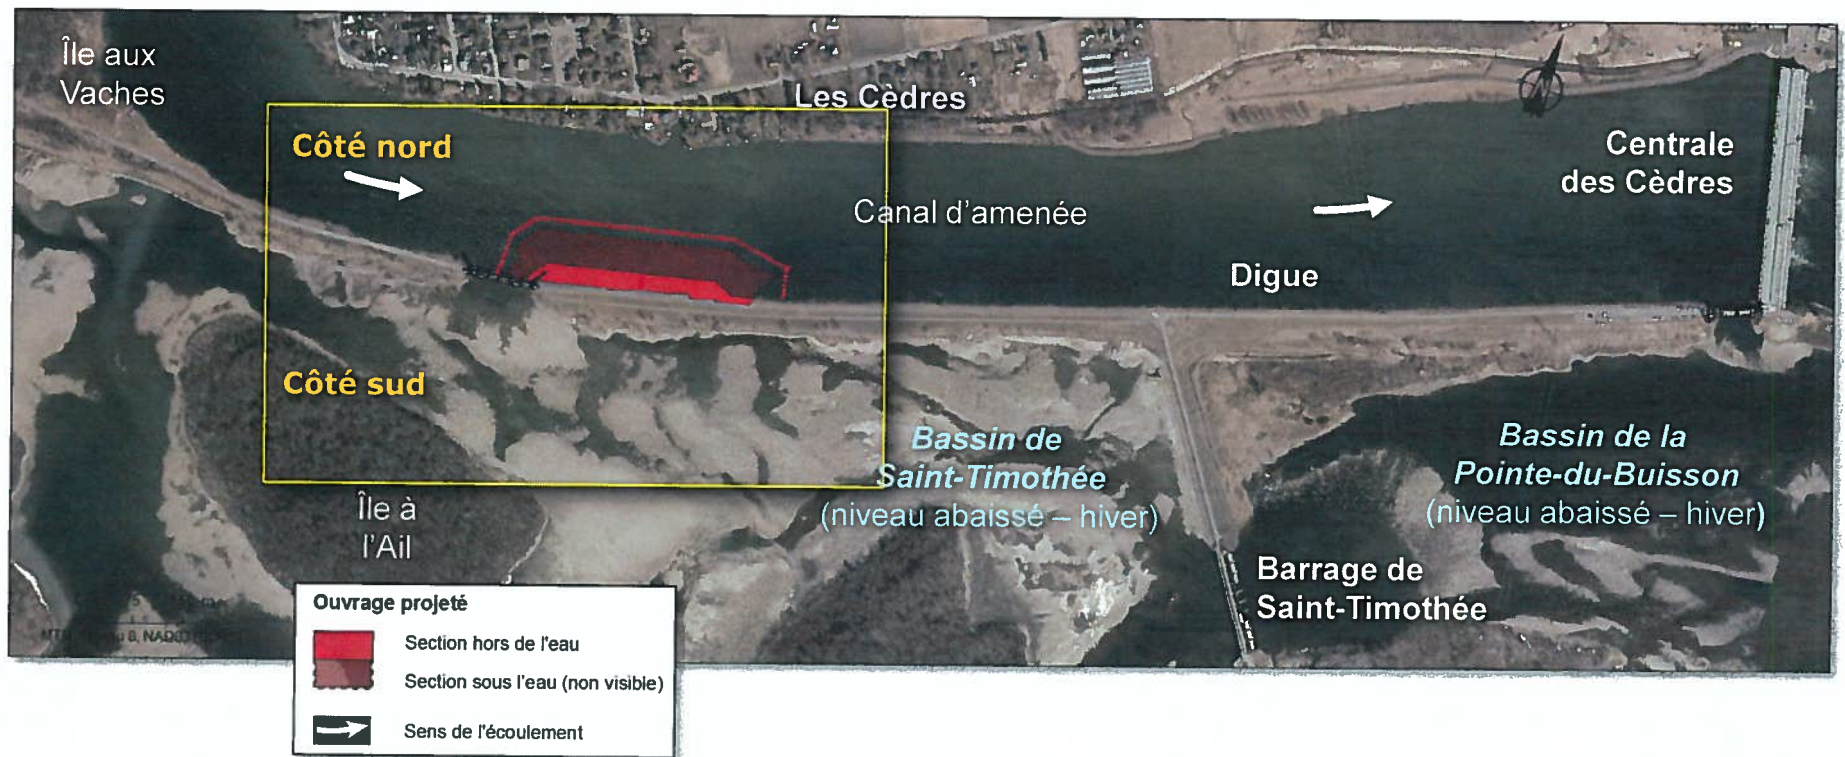 Île aux
Vaches
Les Cèdres
Côté nord
Centrale
des Cèdres
Canal d'amenée
Digue
Côté sud
Bassin de
Saint-Timothée
(niveau abaissé – hiver)
Bassin de la
Pointe-du-Buisson
(niveau abaissé – hiver)
Île à
l'Ail
Barrage de
Saint-Timothée
Ouvrage projeté
Section hors de l'eau
Section sous l'eau (non visible)
Sens de l'écoulement